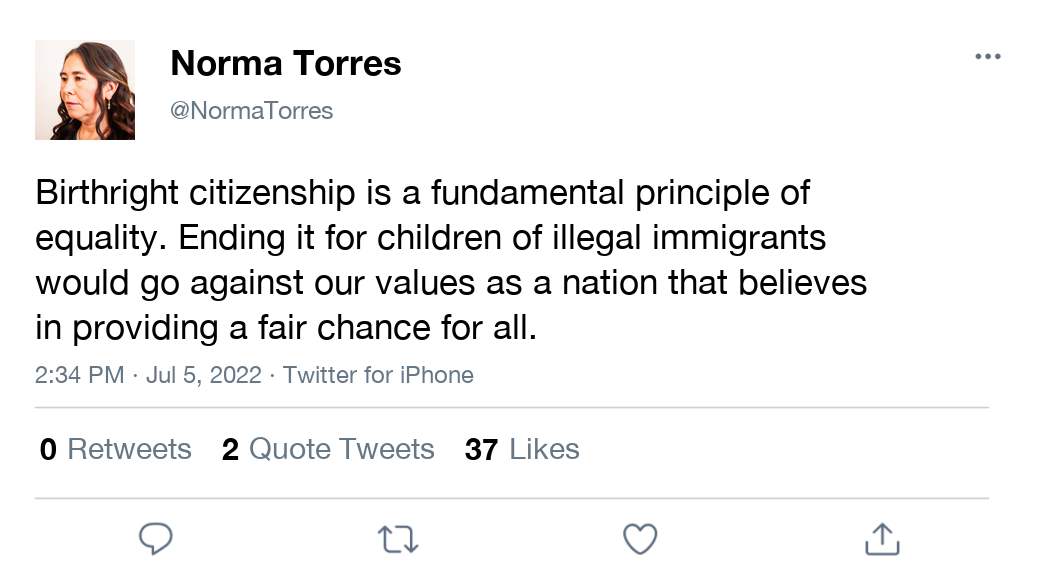 Norma Torres
@NormaTorres
Birthright citizenship is a fundamental principle of
equality. Ending it for children of illegal immigrants
would go against our values as a nation that believes
in providing a fair chance for all.
2:34 PM · Jul 5, 2022 · Twitter for iPhone
0 Retweets 2 Quote Tweets 37 Likes